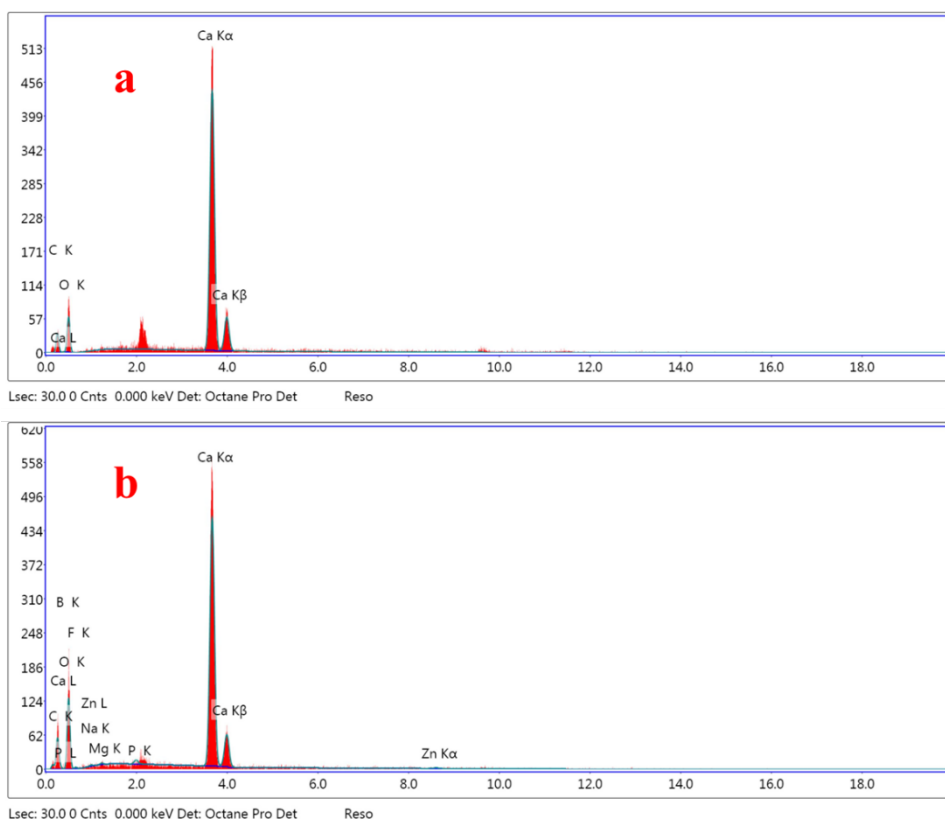 513
Ca Kα
a
456
399
342
285
228
171
C K
114
O K
Ca Kβ
57
Ca L
0
0.0 2.0 4.0 6.0 8.0 10.0 12.0 14.0 16.0 18.0
Lsec: 30.0 0 Cnts 0.000 keV Det: Octane Pro Det Reso
620
558
Ca Kα
b
496
434
372
310
B K
248
F K
186
O K
Ca L
124
Zn L
C K
Ca Kβ
Na K
62
Mg K P K
P L
Zn Kα
0
0.0 2.0 4.0 6.0 8.0 10.0 12.0 14.0 16.0 18.0
Lsec: 30.0 0 Cnts 0.000 keV Det: Octane Pro Det Reso